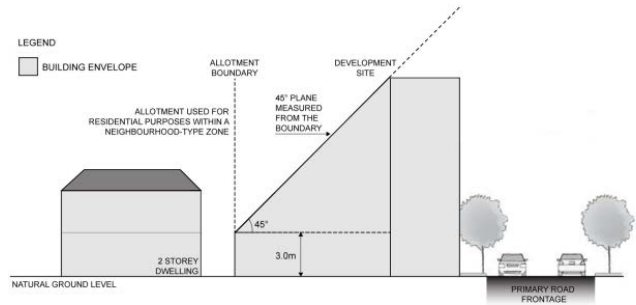 LEGEND
BUILDING ENVELOPE
ALLOTMENT
BOUNDARY
DEVELOPMENT
SITE
ALLOTMENT USED FOR
RESIDENTIAL PURPOSES WITHIN A
NEIGHBOURHOOD-TYPE ZONE
45° PLANE
MEASURED
FROM THE
BOUNDARY
45°
3.0m
2 STOREY
DWELLING
NATURAL GROUND LEVEL
PRIMARY ROAD
FRONTAGE